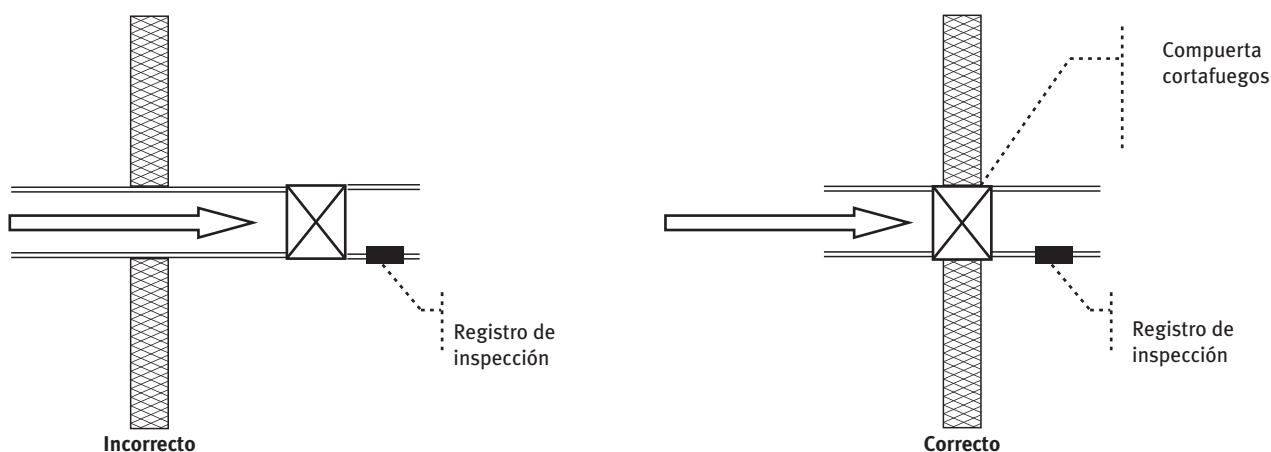 Compuerta
cortafuegos
Registro de
inspección
Registro de
inspección
Incorrecto
Correcto